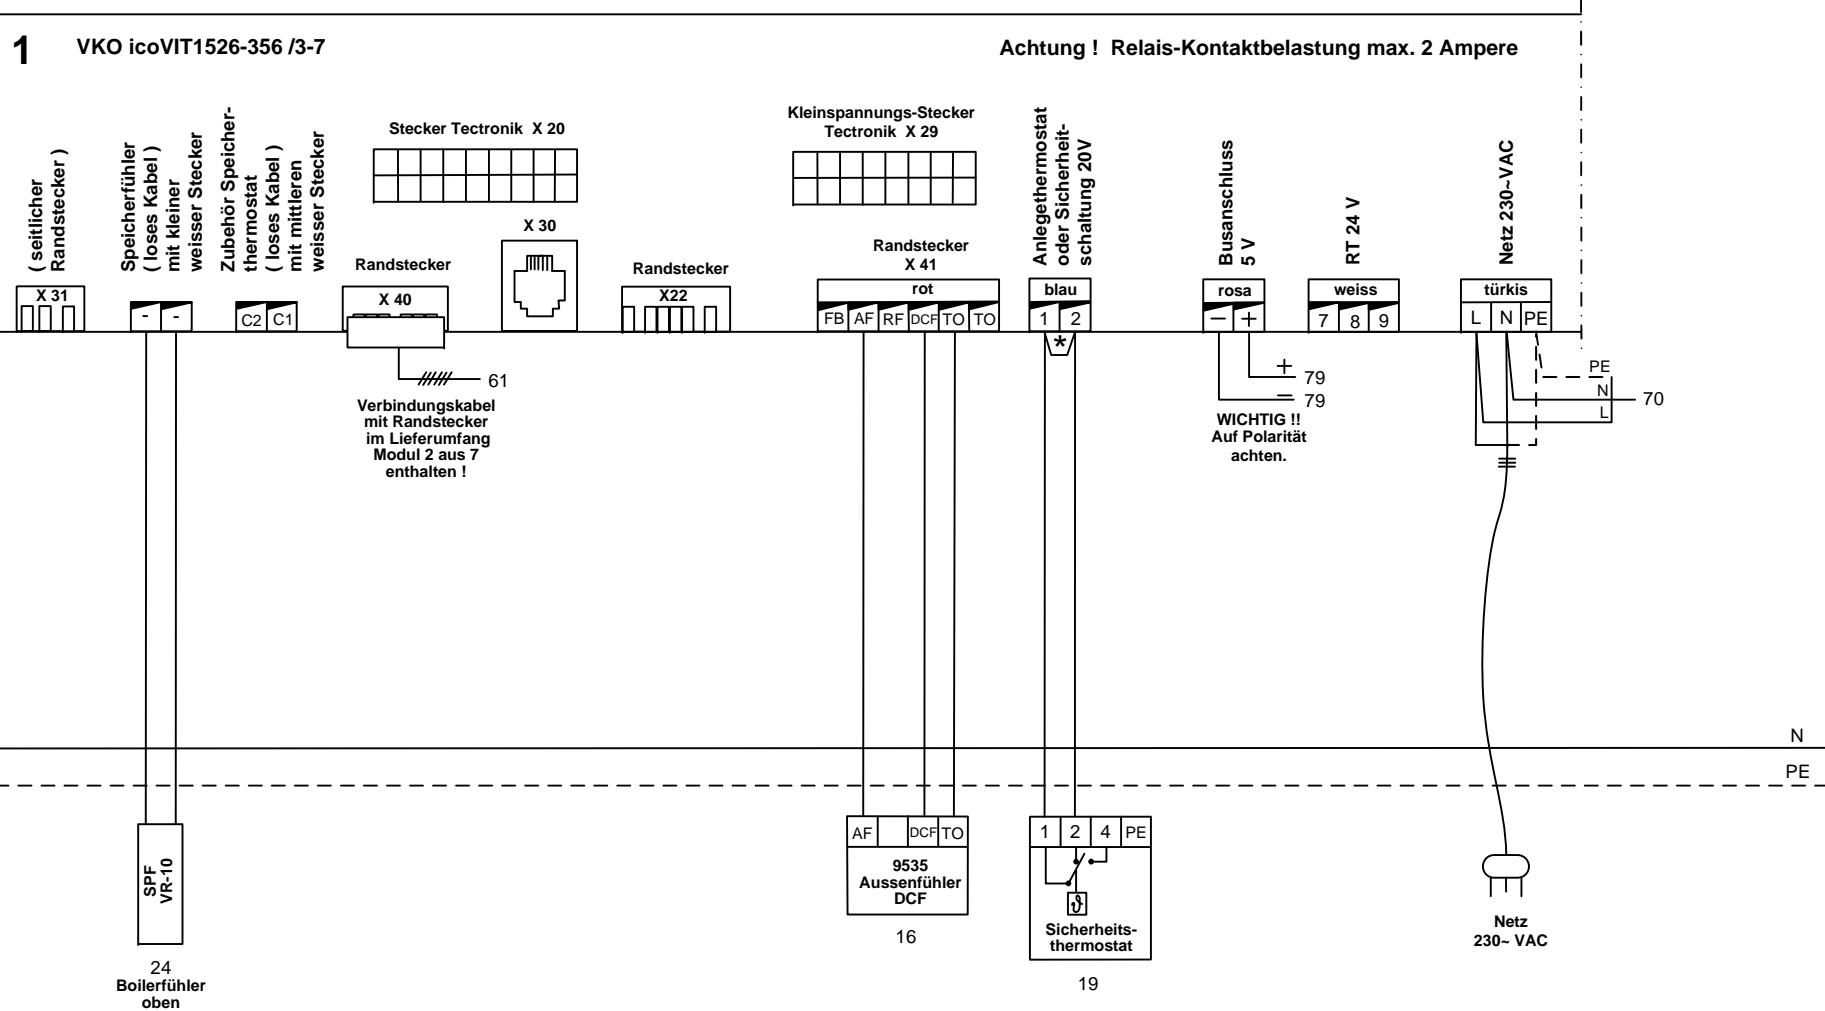 1
VKO icoVIT1526-356 /3-7
Achtung ! Relais-Kontaktbelastung max. 2 Ampere
( seitlicher
Randstecker )
X 31
Speicherfühler
( loses Kabel )
mit kleiner
weisser Stecker
- -
Zubehör Speicher-
thermostat
( loses Kabel )
mit mittleren
weisser Stecker
C2 C1
Stecker Tectronik X 20
Randstecker
X 40
61
Verbindungskabel
mit Randstecker
im Lieferumfang
Modul 2 aus 7
enthalten !
X 30
Randstecker
X22
Kleinspannungs-Stecker
Tectronik X 29
Randstecker
X 41
rot
FB AF RF DCF TO TO
Anlegethermostat
oder Sicherheit-
schaltung 20V
blau
1 2
*
Busanschluss
5 V
rosa
− +
+ 79
− 79
WICHTIG !!
Auf Polarität
achten.
RT 24 V
weiss
7 8 9
Netz 230~VAC
türkis
L N PE
PE
N
L
70
N
PE
SPF
VR-10
24
Boilerfühler
oben
AF DCF TO
9535
Aussenfühler
DCF
16
1 2 4 PE
ϑ
Sicherheits-
thermostat
19
Netz
230~ VAC